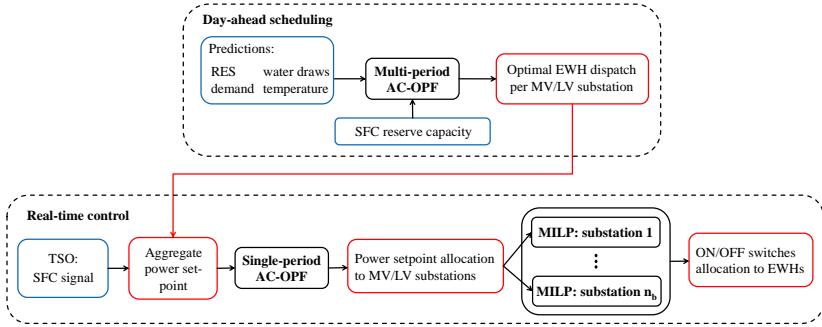 Day-ahead scheduling
Predictions:
RES water draws
demand temperature
Multi-period
AC-OPF
Optimal EWH dispatch
per MV/LV substation
SFC reserve capacity
Real-time control
TSO:
SFC signal
Aggregate
power set-
point
Single-period
AC-OPF
Power setpoint allocation
to MV/LV substations
MILP: substation 1
⋮
MILP: substation n_b
ON/OFF switches
allocation to EWHs